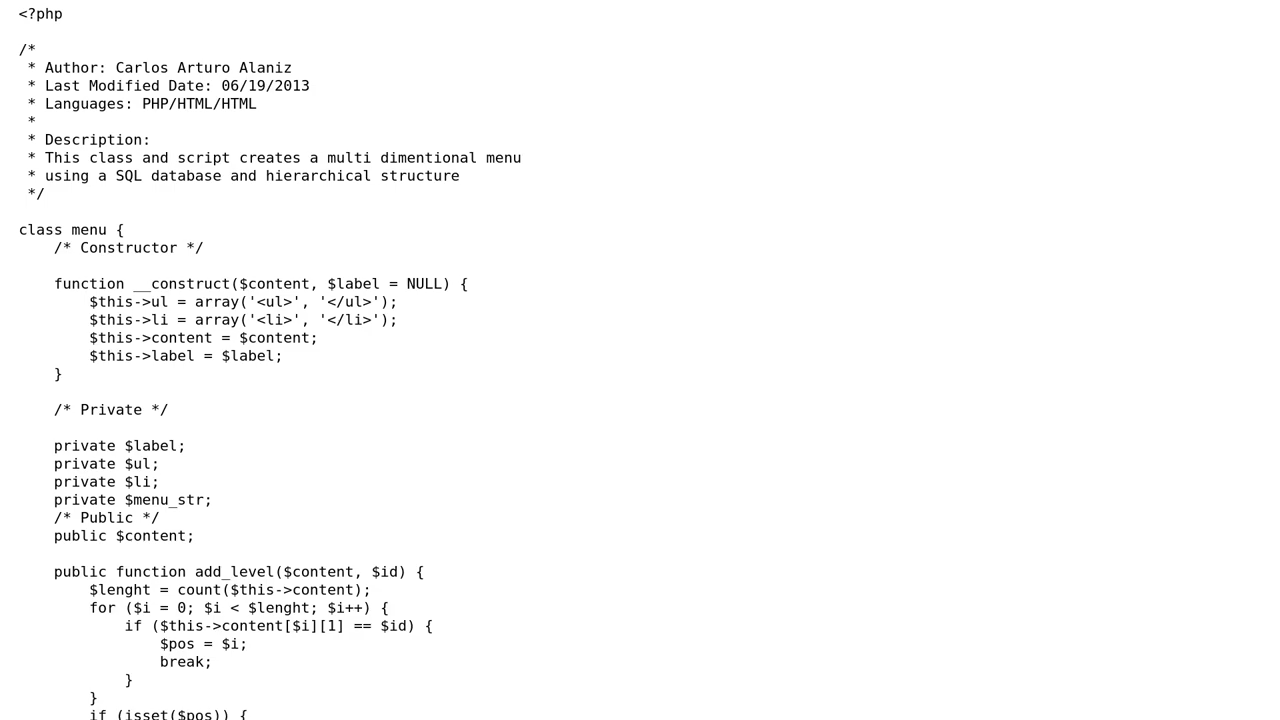 <?php

/*
 * Author: Carlos Arturo Alaniz
 * Last Modified Date: 06/19/2013
 * Languages: PHP/HTML/HTML
 *
 * Description:
 * This class and script creates a multi dimentional menu
 * using a SQL database and hierarchical structure
 */

class menu {
    /* Constructor */

    function __construct($content, $label = NULL) {
        $this->ul = array('<ul>', '</ul>');
        $this->li = array('<li>', '</li>');
        $this->content = $content;
        $this->label = $label;
    }

    /* Private */

    private $label;
    private $ul;
    private $li;
    private $menu_str;
    /* Public */
    public $content;

    public function add_level($content, $id) {
        $lenght = count($this->content);
        for ($i = 0; $i < $lenght; $i++) {
            if ($this->content[$i][1] == $id) {
                $pos = $i;
                break;
            }
        }
        if (isset($pos)) {